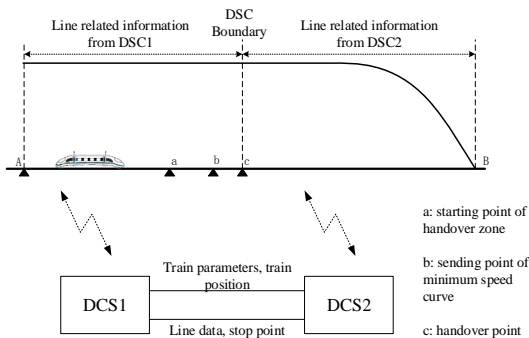 Line related information
from DSC1
DSC
Boundary
Line related information
from DSC2
A
a
b
c
B
a: starting point of
handover zone
b: sending point of
minimum speed
curve
c: handover point
Train parameters, train
position
DCS1
DCS2
Line data, stop point